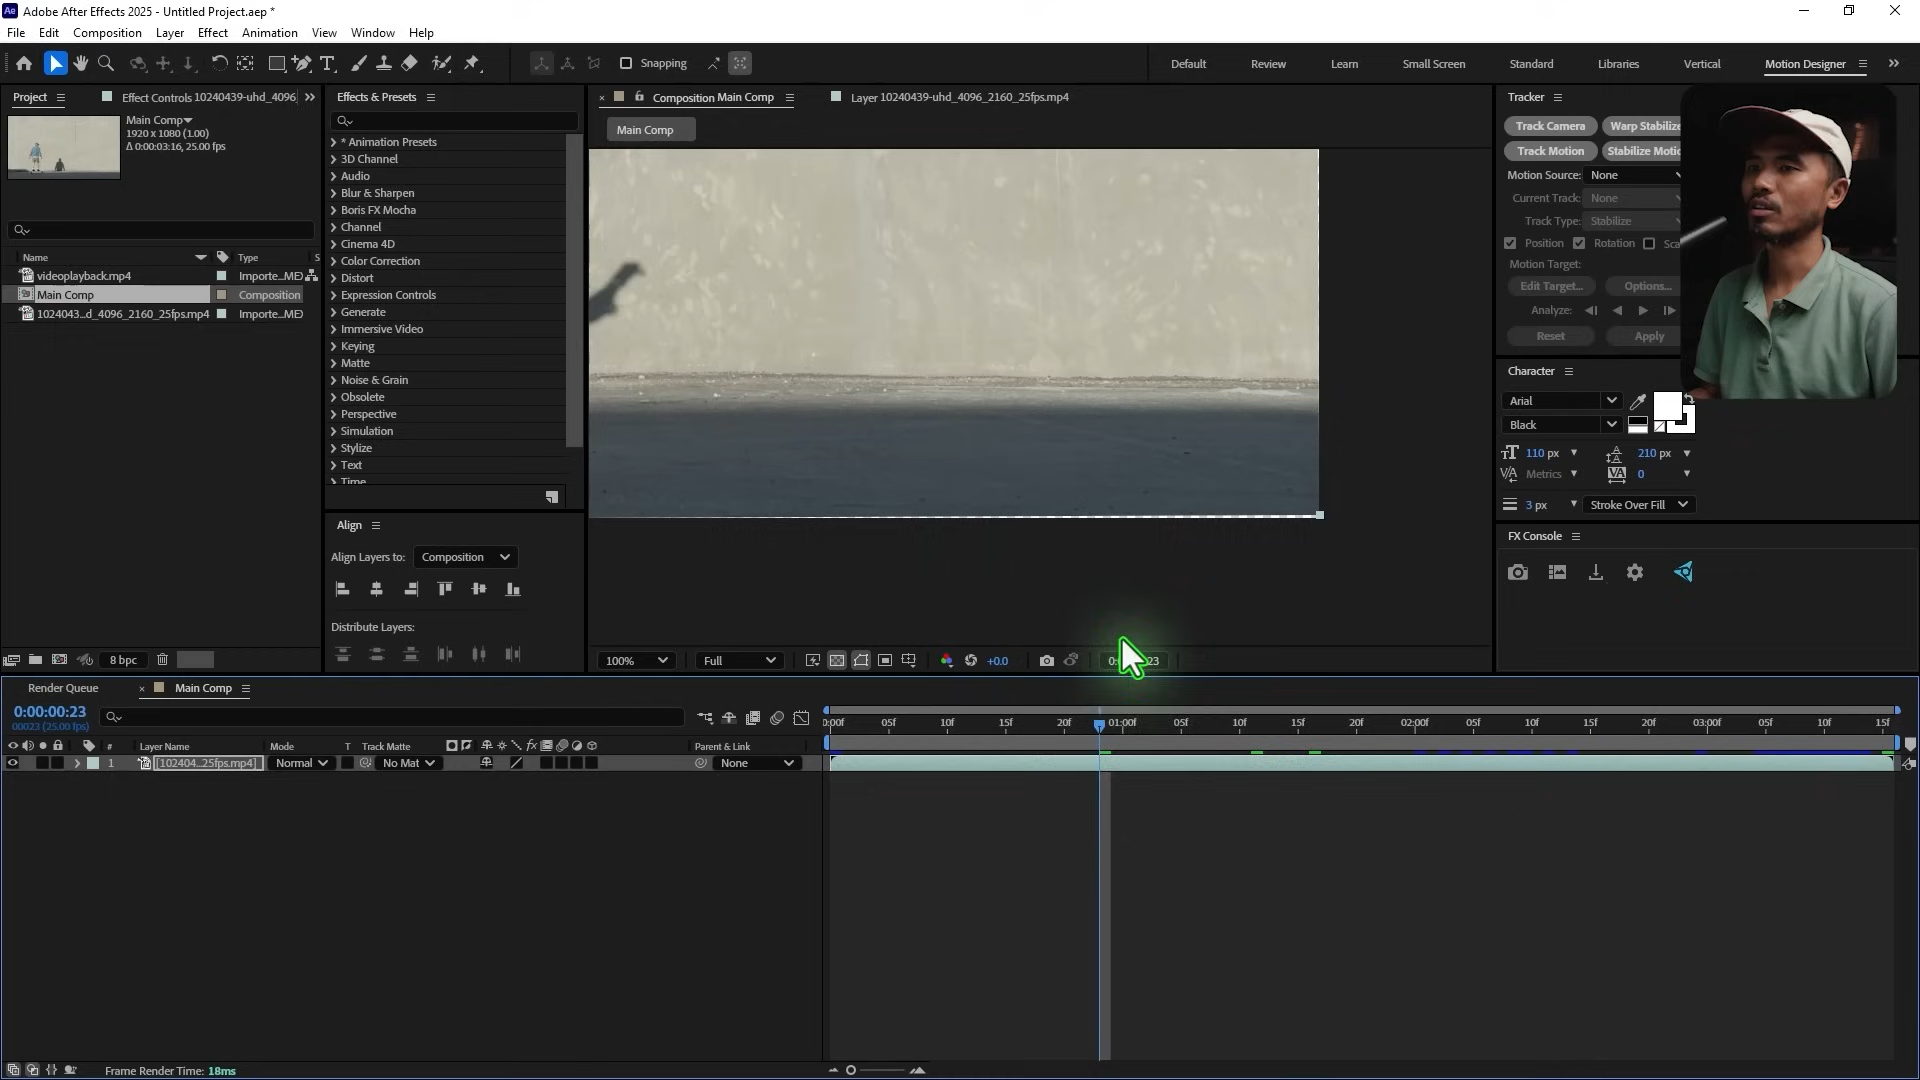 Adobe After Effects 2025 - Untitled Project.aep *
File Edit Composition Layer Effect Animation View Window Help
Snapping
Default Review Learn Small Screen Standard Libraries Vertical Motion Designer
Project Effect Controls 10240439-uhd_4096_
Main Comp
1920 x 1080 (1.00)
Δ 0:00:03:16, 25.00 fps
Name Type S
videoplayback.mp4 Importe...MEX
Main Comp Composition
1024043...d_4096_2160_25fps.mp4 Importe...MEX
8 bpc
Effects & Presets
* Animation Presets
3D Channel
Audio
Blur & Sharpen
Boris FX Mocha
Channel
Cinema 4D
Color Correction
Distort
Expression Controls
Generate
Immersive Video
Keying
Matte
Noise & Grain
Obsolete
Perspective
Simulation
Stylize
Text
Time
Align
Align Layers to: Composition
Distribute Layers:
Composition Main Comp Layer 10240439-uhd_4096_2160_25fps.mp4
Main Comp
100% Full +0.0 23
Tracker
Track Camera Warp Stabilize
Track Motion Stabilize Motio
Motion Source: None
Current Track: None
Track Type: Stabilize
Position Rotation Sca
Motion Target:
Edit Target... Options...
Analyze:
Reset Apply
Character
Arial
Black
110 px 210 px
Metrics 0
3 px Stroke Over Fill
FX Console
Render Queue Main Comp
0:00:00:23
00023 (25.00 fps)
# Layer Name Mode T Track Matte Parent & Link
1 [102404...25fps.mp4] Normal No Mat None
0:00f 05f 10f 15f 20f 01:00f 05f 10f 15f 20f 02:00f 05f 10f 15f 20f 03:00f 05f 10f 15f
Frame Render Time: 18ms